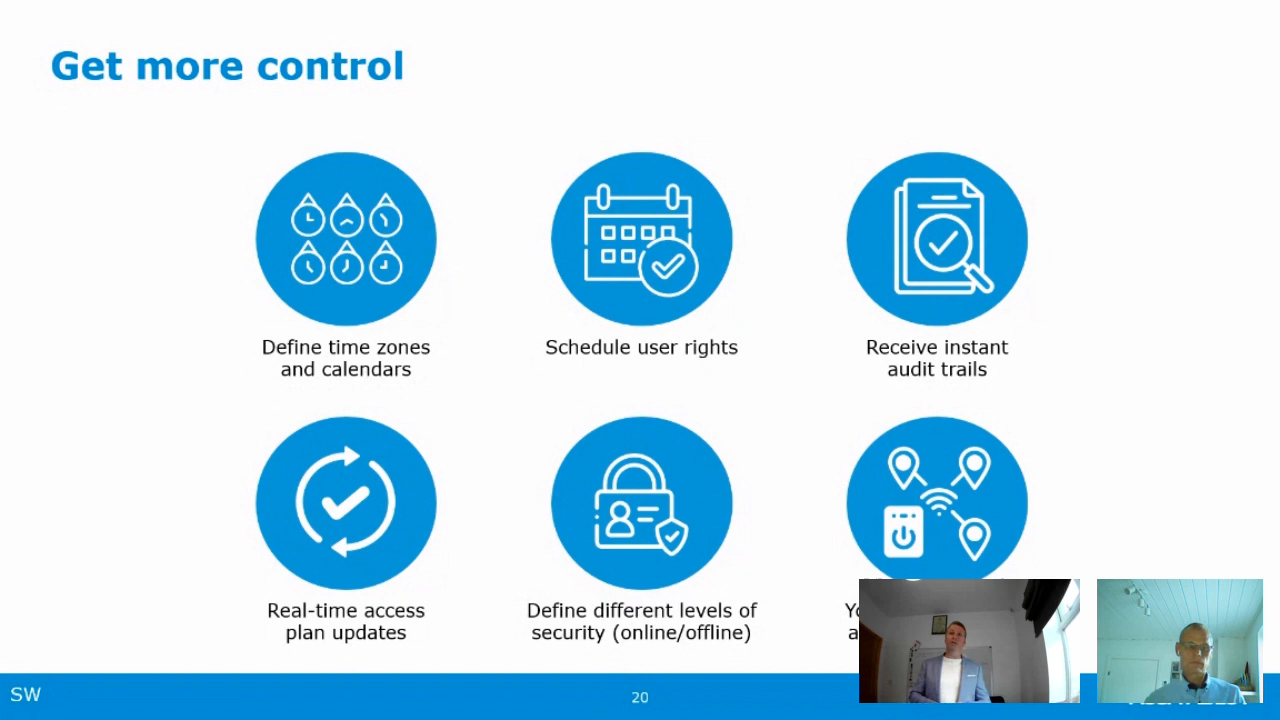 Get more control
Define time zones
and calendars
Schedule user rights
Receive instant
audit trails
Real-time access
plan updates
Define different levels of
security (online/offline)
SW
20